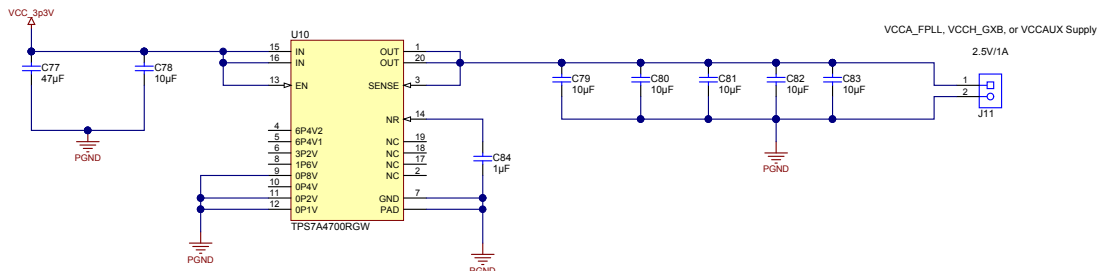 VCC_3p3V
U10
VCCA_FPLL, VCCH_GXB, or VCCAUX Supply
2.5V/1A
C77
47µF
C78
10µF
15
IN
16
IN
13
EN
4
6P4V2
5
6P4V1
6
3P2V
8
1P6V
9
0P8V
10
0P4V
11
0P2V
12
0P1V
OUT
1
OUT
20
SENSE
3
NR
14
NC
19
NC
18
NC
17
NC
2
GND
7
PAD
TPS7A4700RGW
C84
1µF
C79
10µF
C80
10µF
C81
10µF
C82
10µF
C83
10µF
1
2
J11
PGND
PGND
PGND
PGND